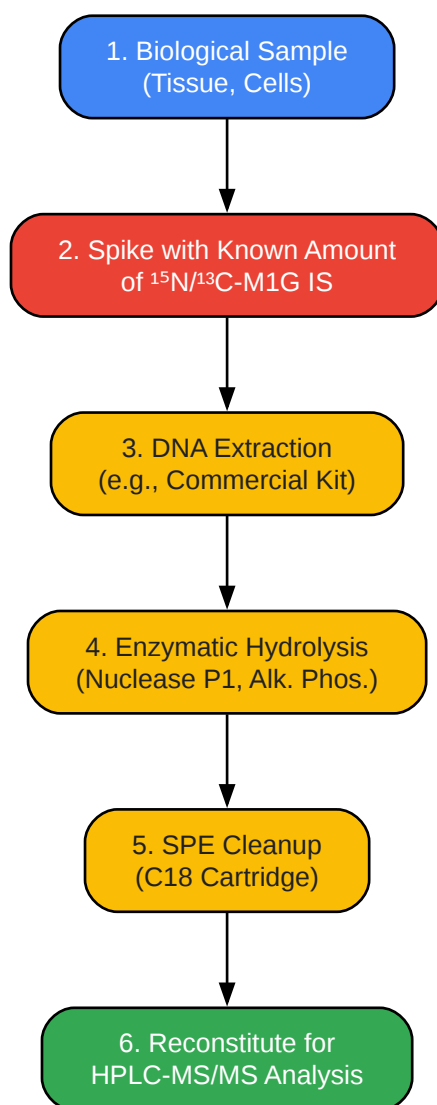 1. Biological Sample
(Tissue, Cells)
2. Spike with Known Amount
of ¹⁵N/¹³C-M1G IS
3. DNA Extraction
(e.g., Commercial Kit)
4. Enzymatic Hydrolysis
(Nuclease P1, Alk. Phos.)
5. SPE Cleanup
(C18 Cartridge)
6. Reconstitute for
HPLC-MS/MS Analysis